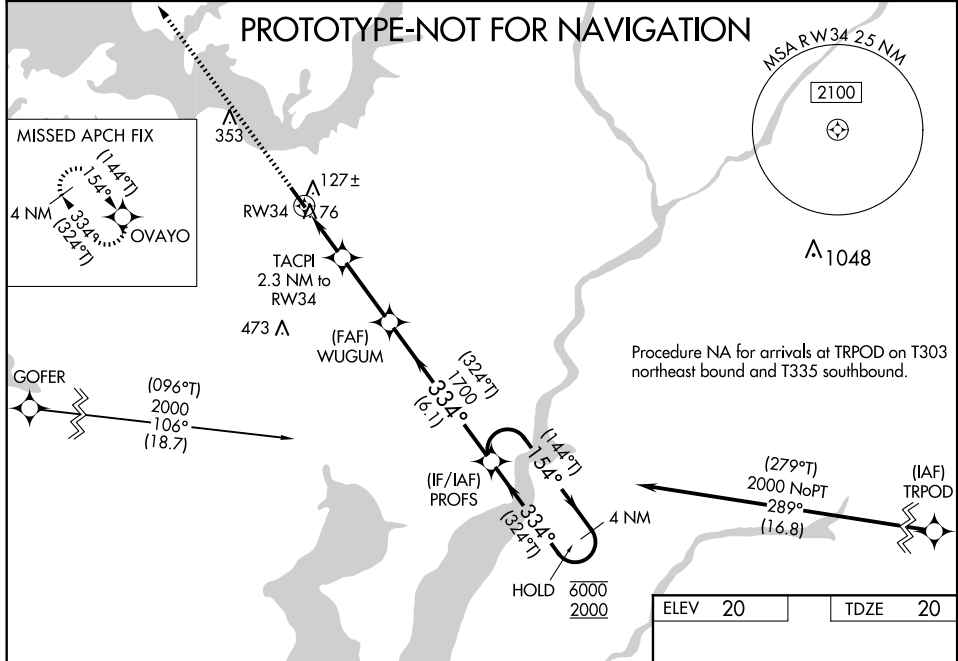 PROTOTYPE-NOT FOR NAVIGATION
MSA RW34 25 NM
2100
353
MISSED APCH FIX
(144°T)
154°
4 NM
334°
(324°T)
OVAYO
127±
RW34
76
TACPI
2.3 NM to
RW34
1048
473
(FAF)
WUGUM
Procedure NA for arrivals at TRPOD on T303
northeast bound and T335 southbound.
GOFER
(096°T)
2000
106°
(18.7)
(324°T)
1700
334°
(6.1)
(IF/IAF)
PROFS
(144°T)
154°
334°
(324°T)
4 NM
HOLD
6000
2000
(279°T)
2000 NoPT
289°
(16.8)
(IAF)
TRPOD
ELEV 20
TDZE 20